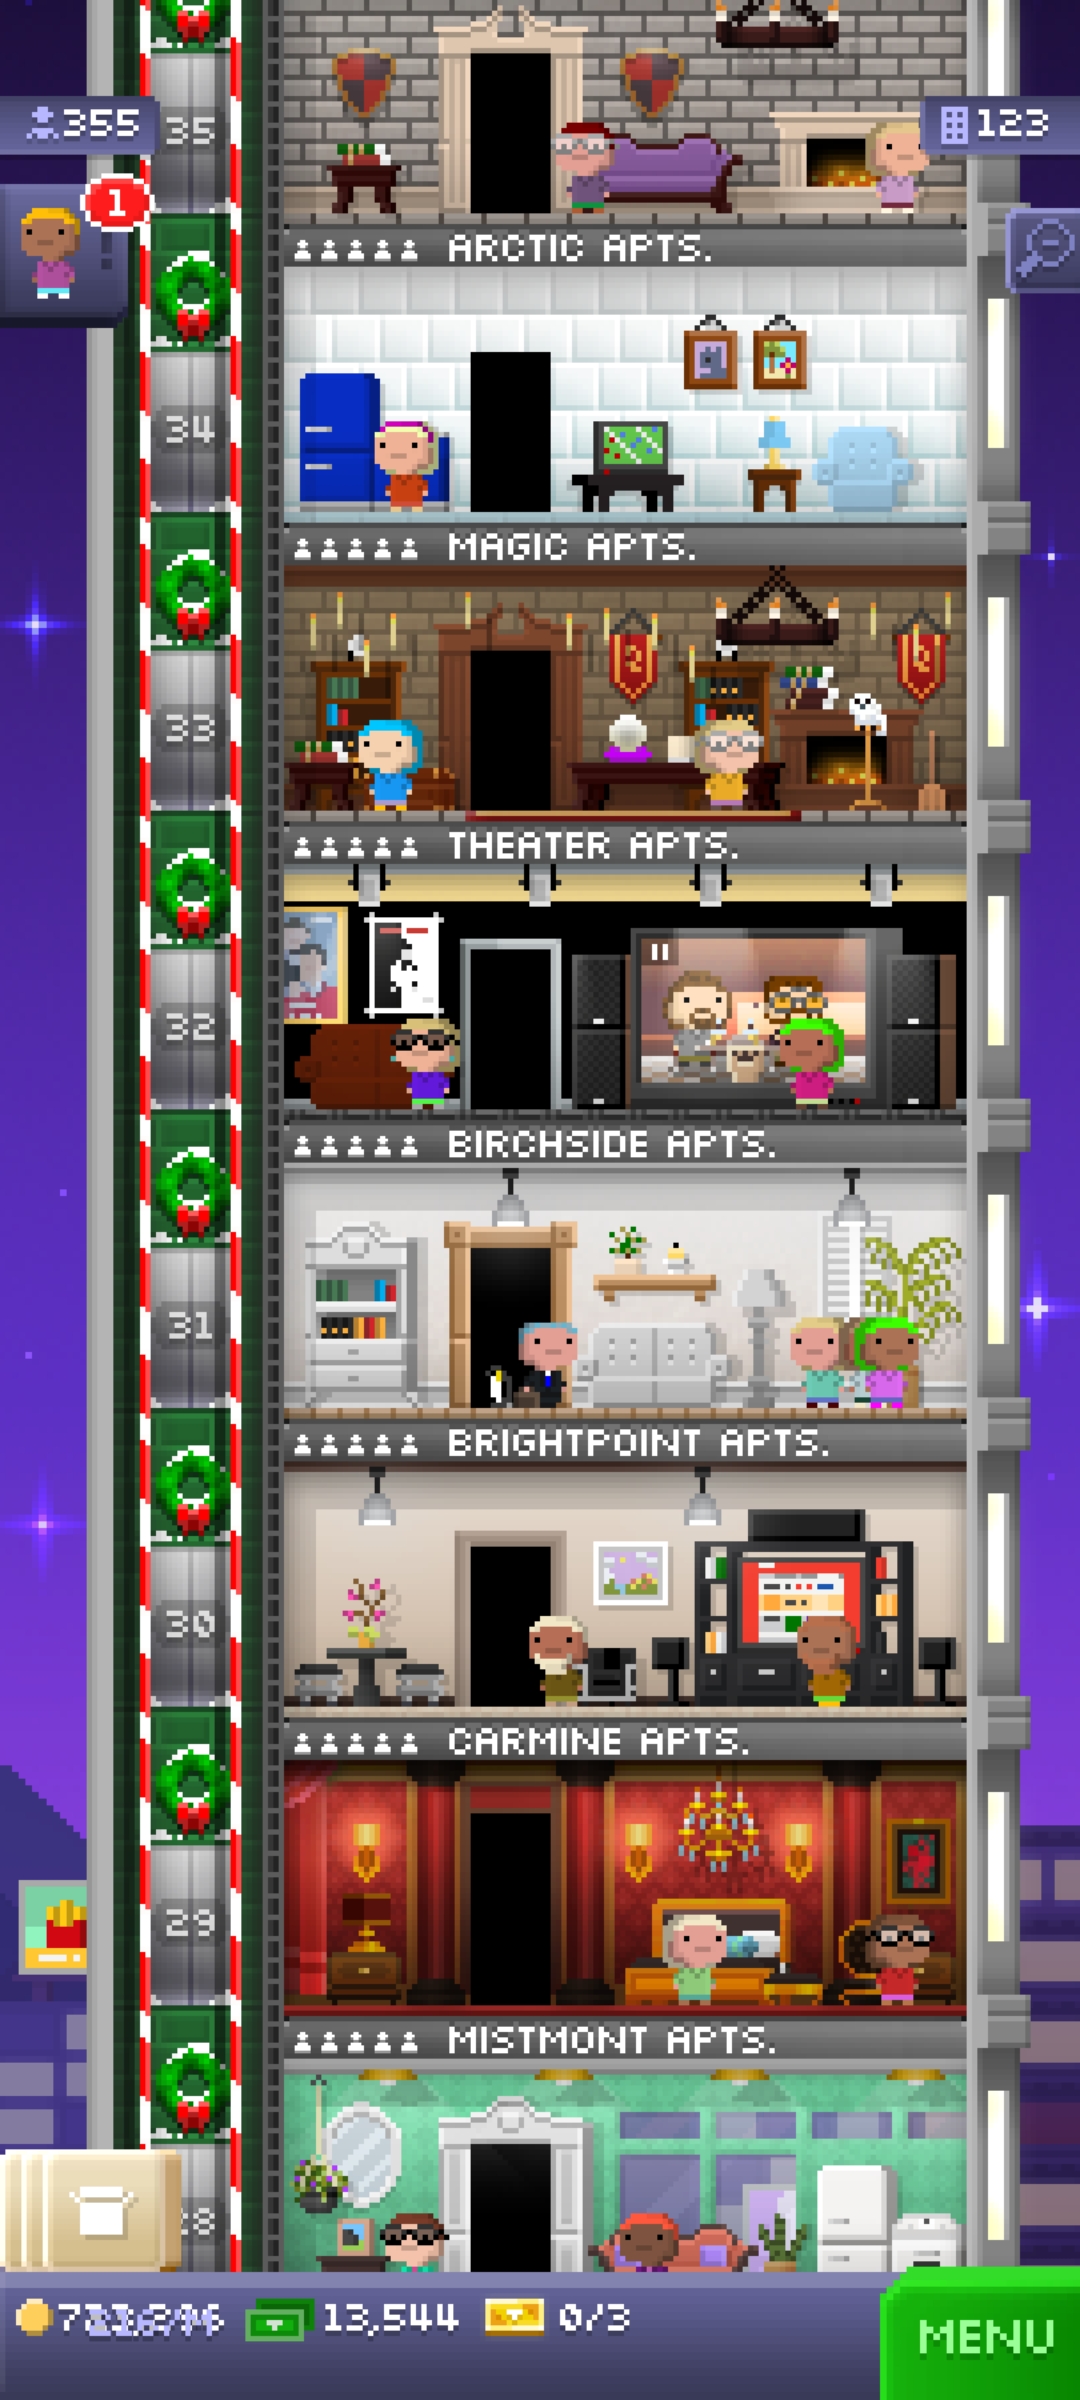 355
35
123
1
ARCTIC APTS.
34
MAGIC APTS.
33
THEATER APTS.
32
BIRCHSIDE APTS.
31
BRIGHTPOINT APTS.
30
CARMINE APTS.
29
MISTMONT APTS.
28
13,544
0/3
MENU